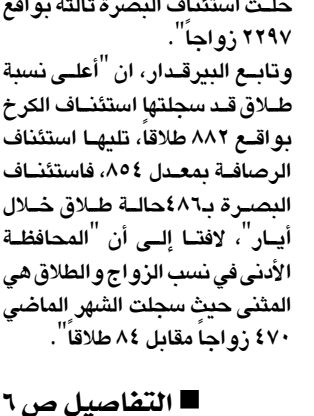 حلت استئناف البصرة ثالثة بواقع
٢٢٩٧ زواجاً".
وتابع البيرقدار، ان "أعلى نسبة
طلاق قد سجلتها استئناف الكرخ
بواقع ٨٨٢ طلاقاً، تليها استئناف
الرصافة بمعدل ٨٥٤، فاستئناف
البصرة بـ٤٨٦حالة طلاق خلال
أيار"، لافتا إلى أن "المحافظة
الأدنى في نسب الزواج والطلاق هي
المثنى حيث سجلت الشهر الماضي
٤٧٠ زواجاً مقابل ٨٤ طلاقاً".
■ التفاصيل ص ٦